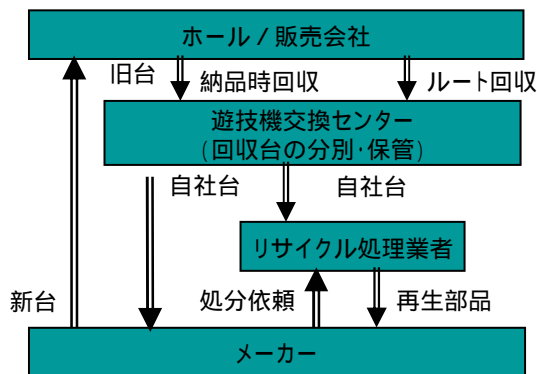 ホール / 販売会社
旧台
納品時回収
ルート回収
遊技機交換センター
(回収台の分別・保管)
自社台
自社台
リサイクル処理業者
新台
処分依頼
再生部品
メーカー